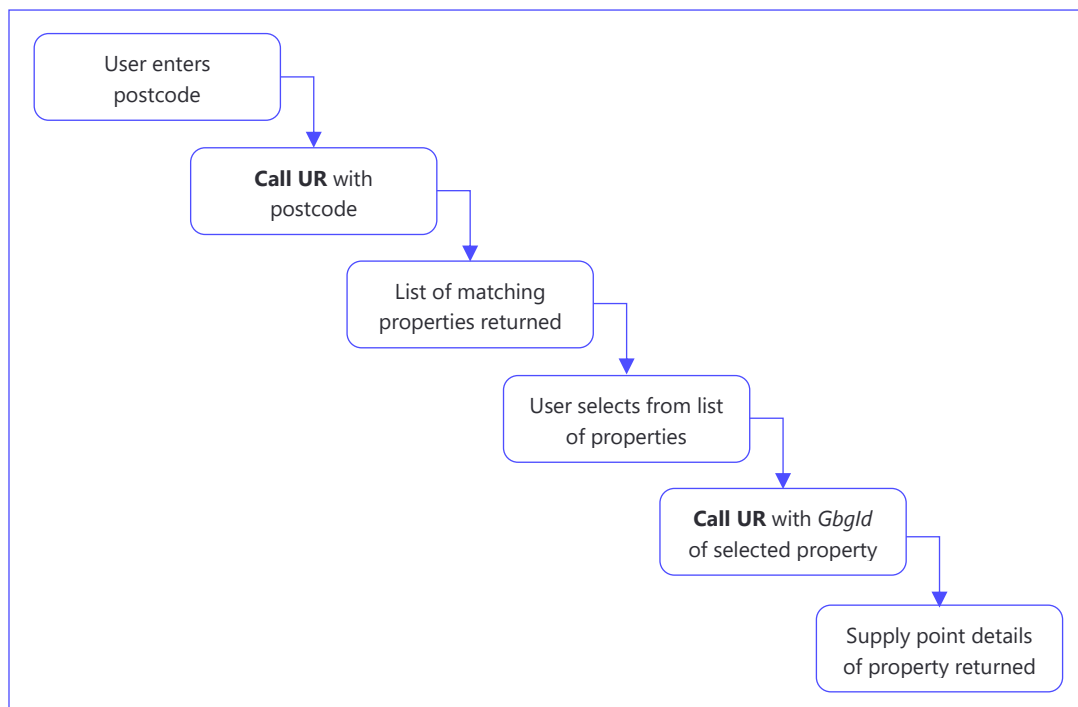 User enters
postcode
Call UR with
postcode
List of matching
properties returned
User selects from list
of properties
Call UR with GbgId
of selected property
Supply point details
of property returned